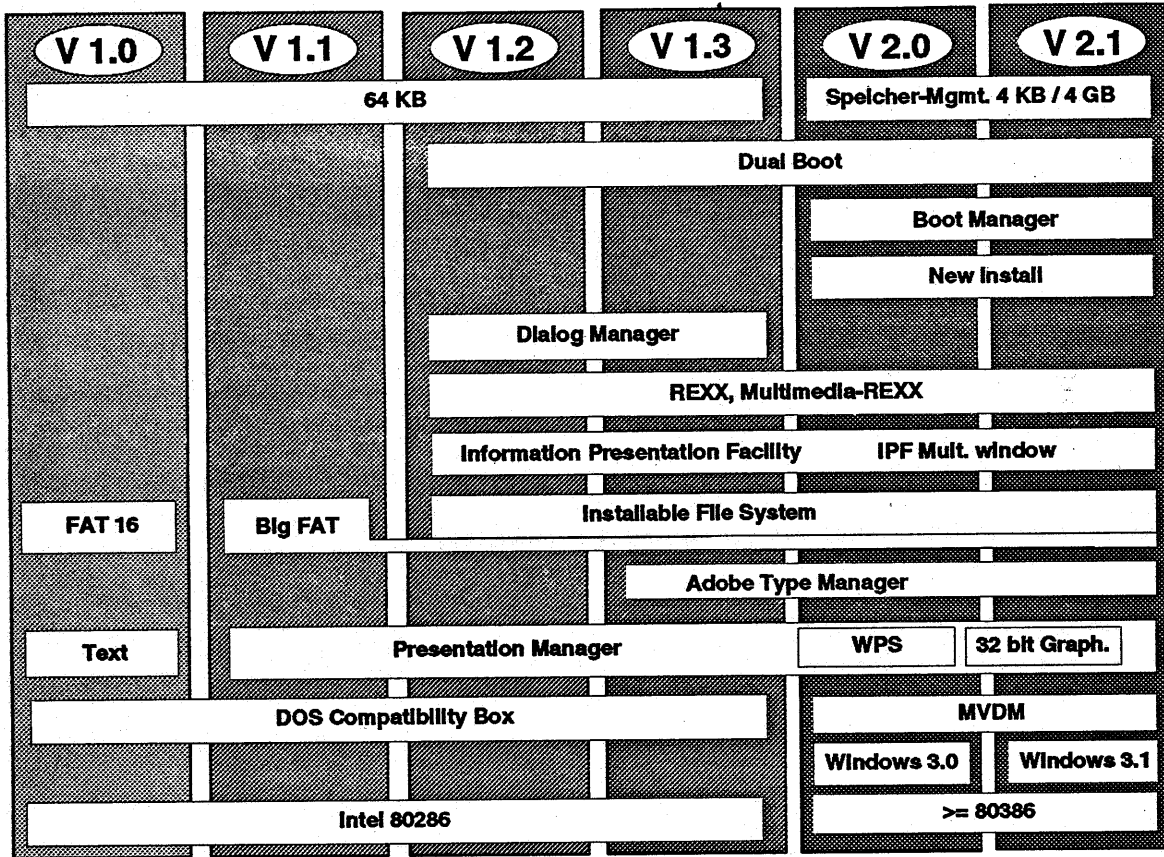 V 1.0 V 1.1 V 1.2 V 1.3 V 2.0 V 2.1
64 KB Speicher-Mgmt. 4 KB / 4 GB
Dual Boot
Boot Manager
New Install
Dialog Manager
REXX, Multimedia-REXX
Information Presentation Facility IPF Mult. window
FAT 16 Big FAT Installable File System
Adobe Type Manager
Text Presentation Manager WPS 32 bit Graph.
DOS Compatibility Box MVDM
Windows 3.0 Windows 3.1
Intel 80286 >= 80386